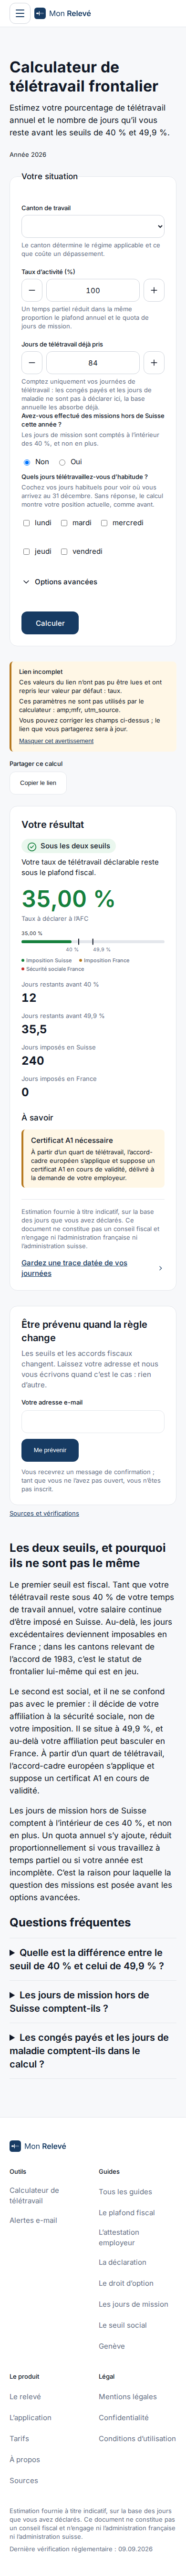 Mon Relevé
Calculateur de
télétravail frontalier
Estimez votre pourcentage de télétravail
annuel et le nombre de jours qu'il vous
reste avant les seuils de 40 % et 49,9 %.
Année 2026
Votre situation
Canton de travail
Le canton détermine le régime applicable et ce
que coûte un dépassement.
Taux d'activité (%)
100
Un temps partiel réduit dans la même
proportion le plafond annuel et le quota de
jours de mission.
Jours de télétravail déjà pris
84
Comptez uniquement vos journées de
télétravail : les congés payés et les jours de
maladie ne sont pas à déclarer ici, la base
annuelle les absorbe déjà.
Avez-vous effectué des missions hors de Suisse
cette année ?
Les jours de mission sont comptés à l'intérieur
des 40 %, et non en plus.
Non Oui
Quels jours télétravaillez-vous d'habitude ?
Cochez vos jours habituels pour voir où vous
arrivez au 31 décembre. Sans réponse, le calcul
montre votre position actuelle, comme avant.
lundi mardi mercredi
jeudi vendredi
Options avancées
Calculer
Lien incomplet
Ces valeurs du lien n'ont pas pu être lues et ont
repris leur valeur par défaut : taux.
Ces paramètres ne sont pas utilisés par le
calculateur : amp;mfr, utm_source.
Vous pouvez corriger les champs ci-dessus ; le
lien que vous partagerez sera à jour.
Masquer cet avertissement
Partager ce calcul
Copier le lien
Votre résultat
Sous les deux seuils
Votre taux de télétravail déclarable reste
sous le plafond fiscal.
35,00 %
Taux à déclarer à l'AFC
35,00 %
40 % 49,9 %
Imposition Suisse Imposition France
Sécurité sociale France
Jours restants avant 40 %
12
Jours restants avant 49,9 %
35,5
Jours imposés en Suisse
240
Jours imposés en France
0
À savoir
Certificat A1 nécessaire
À partir d'un quart de télétravail, l'accord-
cadre européen s'applique et suppose un
certificat A1 en cours de validité, délivré à
la demande de votre employeur.
Estimation fournie à titre indicatif, sur la base
des jours que vous avez déclarés. Ce
document ne constitue pas un conseil fiscal et
n'engage ni l'administration française ni
l'administration suisse.
Gardez une trace datée de vos
journées
Être prévenu quand la règle
change
Les seuils et les accords fiscaux
changent. Laissez votre adresse et nous
vous écrivons quand c'est le cas : rien
d'autre.
Votre adresse e-mail
Me prévenir
Vous recevrez un message de confirmation ;
tant que vous ne l'avez pas ouvert, vous n'êtes
pas inscrit.
Sources et vérifications
Les deux seuils, et pourquoi
ils ne sont pas le même
Le premier seuil est fiscal. Tant que votre
télétravail reste sous 40 % de votre temps
de travail annuel, votre salaire continue
d'être imposé en Suisse. Au-delà, les jours
excédentaires deviennent imposables en
France ; dans les cantons relevant de
l'accord de 1983, c'est le statut de
frontalier lui-même qui est en jeu.
Le second est social, et il ne se confond
pas avec le premier : il décide de votre
affiliation à la sécurité sociale, non de
votre imposition. Il se situe à 49,9 %, et
au-delà votre affiliation peut basculer en
France. À partir d'un quart de télétravail,
l'accord-cadre européen s'applique et
suppose un certificat A1 en cours de
validité.
Les jours de mission hors de Suisse
comptent à l'intérieur de ces 40 %, et non
en plus. Un quota annuel s'y ajoute, réduit
proportionnellement si vous travaillez à
temps partiel ou si votre année est
incomplète. C'est la raison pour laquelle la
question des missions est posée avant les
options avancées.
Questions fréquentes
Quelle est la différence entre le
seuil de 40 % et celui de 49,9 % ?
Les jours de mission hors de
Suisse comptent-ils ?
Les congés payés et les jours de
maladie comptent-ils dans le
calcul ?
Mon Relevé
Outils
Calculateur de
télétravail
Alertes e-mail
Guides
Tous les guides
Le plafond fiscal
L'attestation
employeur
La déclaration
Le droit d'option
Les jours de mission
Le seuil social
Genève
Le produit
Le relevé
L'application
Tarifs
À propos
Sources
Légal
Mentions légales
Confidentialité
Conditions d'utilisation
Estimation fournie à titre indicatif, sur la base des jours
que vous avez déclarés. Ce document ne constitue pas
un conseil fiscal et n'engage ni l'administration française
ni l'administration suisse.
Dernière vérification réglementaire : 09.09.2026